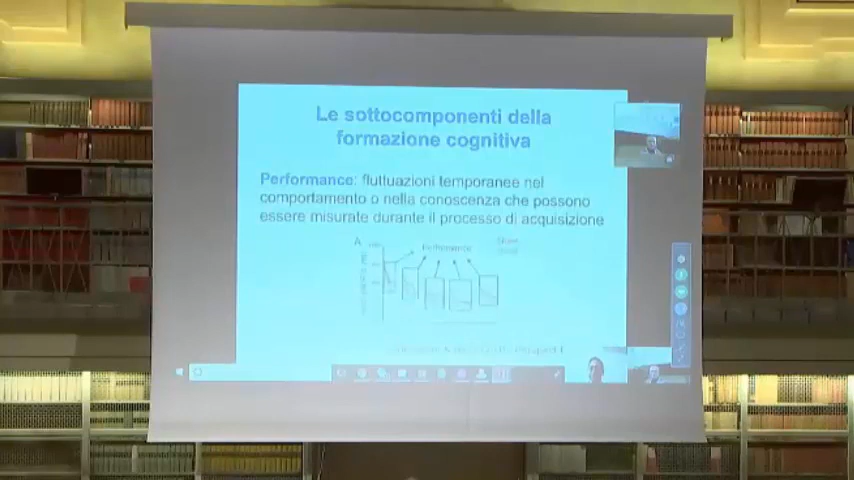 Le sottocomponenti della
formazione cognitiva
Performance: fluttuazioni temporanee nel
comportamento o nella conoscenza che possono
essere misurate durante il processo di acquisizione
A
Performance